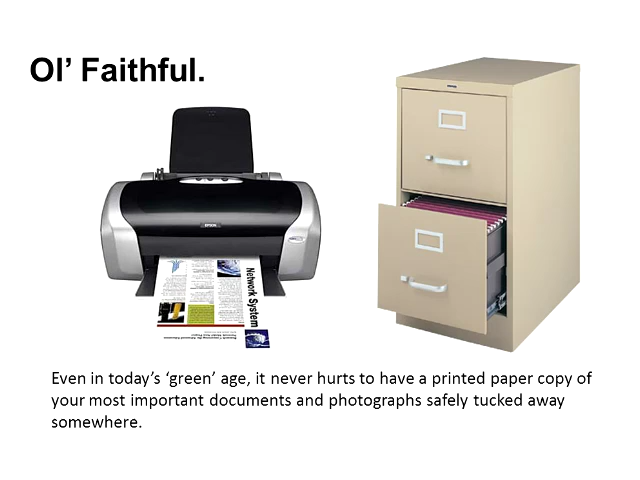 Ol’ Faithful.
EPSON
Network System
Even in today’s ‘green’ age, it never hurts to have a printed paper copy of
your most important documents and photographs safely tucked away
somewhere.